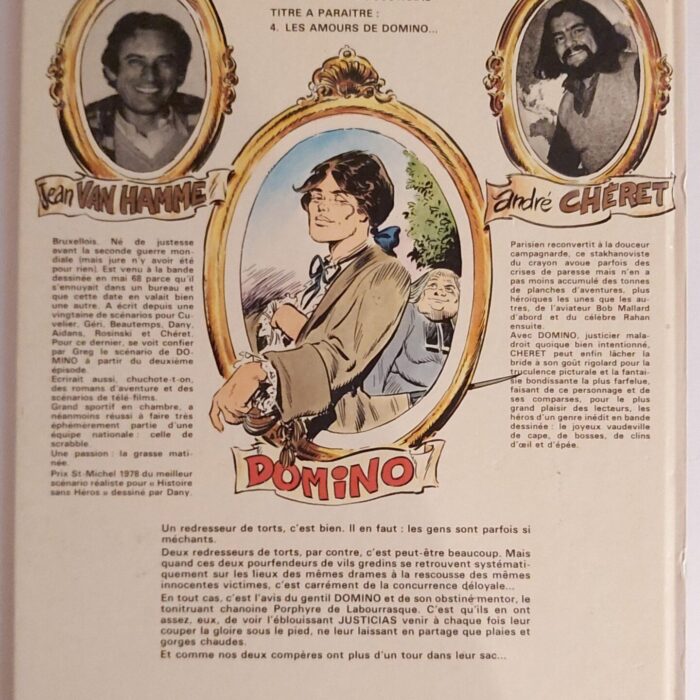 TITRE A PARAITRE :
4. LES AMOURS DE DOMINO...
Jean VAN HAMME
andré CHÉRET
Bruxellois. Né de justesse
avant la seconde guerre mon-
diale (mais jure n'y avoir été
pour rien). Est venu à la bande
dessinée en mai 68 parce qu'il
s'ennuyait dans un bureau et
que cette date en valait bien
une autre. A écrit depuis une
vingtaine de scénarios pour Cu-
velier, Géri, Beautemps, Dany,
Aidans, Rosinski et Chéret.
Pour ce dernier, se voit confier
par Greg le scénario de DO-
MINO à partir du deuxième
épisode.
Ecrirait aussi, chuchote-t-on,
des romans d'aventure et des
scénarios de télé-films.
Grand sportif en chambre, a
néanmoins réussi à faire très
éphémèrement partie d'une
équipe nationale : celle de
scrabble.
Une passion : la grasse mati-
née.
Prix St-Michel 1978 du meilleur
scénario réaliste pour « Histoire
sans Héros » dessiné par Dany.
Parisien reconvertit à la douceur
campagnarde, ce stakhanoviste
du crayon avoue parfois des
crises de paresse mais n'en a
pas moins accumulé des tonnes
de planches d'aventures, plus
héroïques les unes que les au-
tres, de l'aviateur Bob Mallard
d'abord et du célèbre Rahan
ensuite.
Avec DOMINO, justicier mala-
droit quoique bien intentionné,
CHERET peut enfin lâcher la
bride à son goût rigolard pour la
truculence picturale et la fantai-
sie bondissante la plus farfelue,
faisant de ce personnage et de
ses comparses, pour le plus
grand plaisir des lecteurs, les
héros d'un genre inédit en bande
dessinée : le joyeux vaudeville
de cape, de bosses, de clins
d'œil et d'épée.
DOMINO
Un redresseur de torts, c'est bien. Il en faut : les gens sont parfois si
méchants.
Deux redresseurs de torts, par contre, c'est peut-être beaucoup. Mais
quand ces deux pourfendeurs de vils gredins se retrouvent systémati-
quement sur les lieux des mêmes drames à la rescousse des mêmes
innocentes victimes, c'est carrément de la concurrence déloyale...
En tout cas, c'est l'avis du gentil DOMINO et de son obstiné mentor, le
tonitruant chanoine Porphyre de Labourrasque. C'est qu'ils en ont
assez, eux, de voir l'éblouissant JUSTICIAS venir à chaque fois leur
couper la gloire sous le pied, ne leur laissant en partage que plaies et
gorges chaudes.
Et comme nos deux compères ont plus d'un tour dans leur sac...